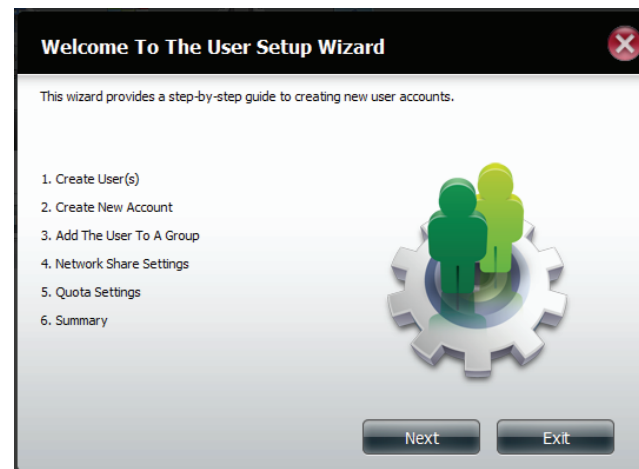 Welcome To The User Setup Wizard
This wizard provides a step-by-step guide to creating new user accounts.
1. Create User(s)
2. Create New Account
3. Add The User To A Group
4. Network Share Settings
5. Quota Settings
6. Summary
Next
Exit